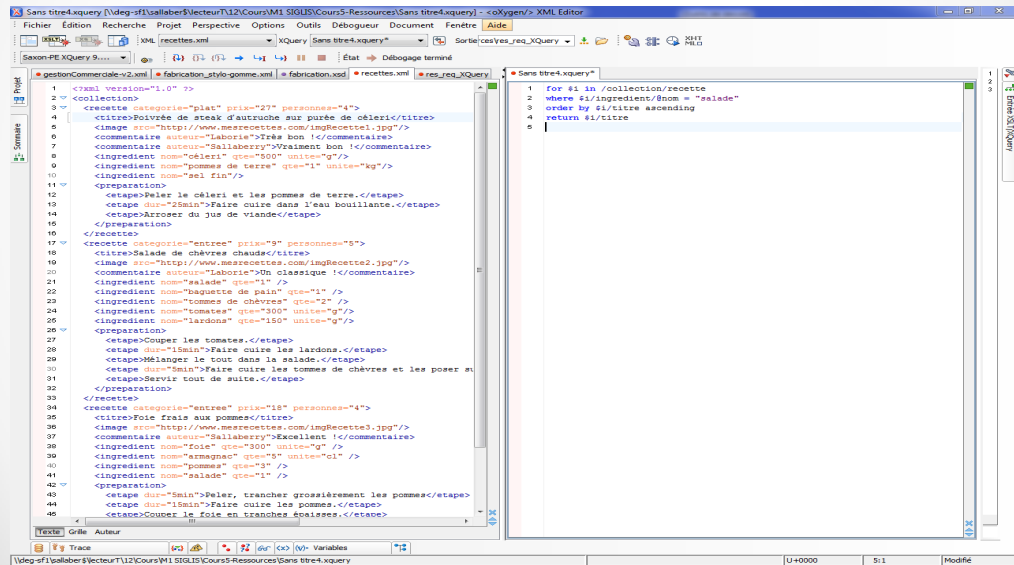 Sans titre4.xquery [\\deg-sf1\sallaber$\lecteurT\12\Cours\M1 SIGLIS\Cours5-Ressources\Sans titre4.xquery] - <oXygen/> XML Editor
Fichier Édition Recherche Projet Perspective Options Outils Débogueur Document Fenêtre Aide
XML recettes.xml XQuery Sans titre4.xquery* Sortie ces\res_req_XQuery
Saxon-PE XQuery 9.... État Débogage terminé
gestionCommerciale-v2.xml fabrication_stylo-gomme.xml fabrication.xsd recettes.xml res_req_XQuery
Projet
Sommaire
1 <?xml version="1.0" ?>
2 <collection>
3 <recette categorie="plat" prix="27" personnes="4">
4 <titre>Poivrée de steak d'autruche sur purée de cèleri</titre>
5 <image src="http://www.mesrecettes.com/imgRecette1.jpg"/>
6 <commentaire auteur="Laborie">Très bon !</commentaire>
7 <commentaire auteur="Sallaberry">Vraiment bon !</commentaire>
8 <ingredient nom="cèleri" qte="500" unite="g"/>
9 <ingredient nom="pommes de terre" qte="1" unite="kg"/>
10 <ingredient nom="sel fin"/>
11 <preparation>
12 <etape>Peler le cèleri et les pommes de terre.</etape>
13 <etape dur="25min">Faire cuire dans l'eau bouillante.</etape>
14 <etape>Arroser du jus de viande</etape>
15 </preparation>
16 </recette>
17 <recette categorie="entree" prix="9" personnes="5">
18 <titre>Salade de chèvres chauds</titre>
19 <image src="http://www.mesrecettes.com/imgRecette2.jpg"/>
20 <commentaire auteur="Laborie">Un classique !</commentaire>
21 <ingredient nom="salade" qte="1" />
22 <ingredient nom="baguette de pain" qte="1" />
23 <ingredient nom="tommes de chèvres" qte="2" />
24 <ingredient nom="tomates" qte="300" unite="g"/>
25 <ingredient nom="lardons" qte="150" unite="g"/>
26 <preparation>
27 <etape>Couper les tomates.</etape>
28 <etape dur="15min">Faire cuire les lardons.</etape>
29 <etape>Mélanger le tout dans la salade.</etape>
30 <etape dur="5min">Faire cuire les tommes de chèvres et les poser su
31 <etape>Servir tout de suite.</etape>
32 </preparation>
33 </recette>
34 <recette categorie="entree" prix="18" personnes="4">
35 <titre>Foie frais aux pommes</titre>
36 <image src="http://www.mesrecettes.com/imgRecette3.jpg"/>
37 <commentaire auteur="Sallaberry">Excellent !</commentaire>
38 <ingredient nom="foie" qte="300" unite="g" />
39 <ingredient nom="armagnac" qte="5" unite="cl" />
40 <ingredient nom="pommes" qte="3" />
41 <ingredient nom="salade" qte="1" />
42 <preparation>
43 <etape dur="5min">Peler, trancher grossièrement les pommes</etape>
44 <etape dur="15min">Faire cuire les pommes.</etape>
45 <etape>Couper le foie en tranches épaisses.</etape>
Texte Grille Auteur
Sans titre4.xquery*
1 for $i in /collection/recette
2 where $i/ingredient/@nom = "salade"
3 order by $i/titre ascending
4 return $i/titre
5
1
2
3
Entrées XSLT/XQuery
Trace Variables
\\deg-sf1\sallaber$\lecteurT\12\Cours\M1 SIGLIS\Cours5-Ressources\Sans titre4.xquery U+0000 5:1 Modifié